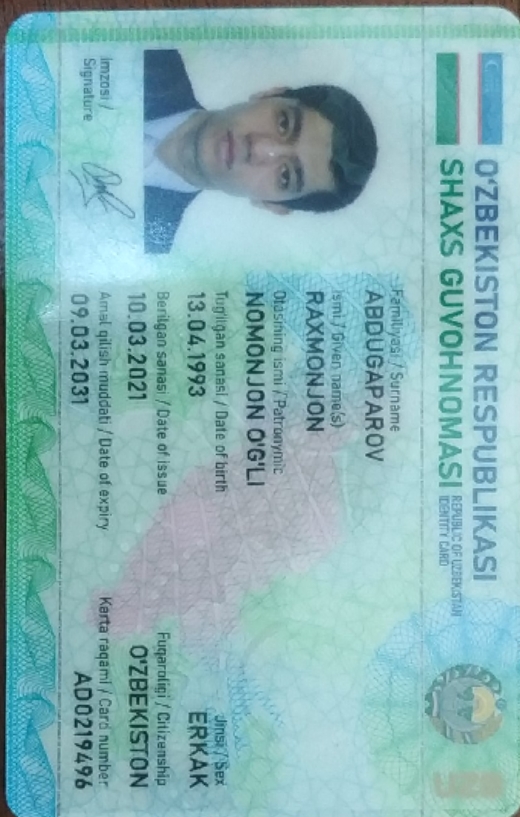 O‘ZBEKISTON RESPUBLIKASI
SHAXS GUVOHNOMASI
REPUBLIC OF UZBEKISTAN
IDENTITY CARD
Familiyasi / Surname
ABDUGAPAROV
Ismi / Given name(s)
RAXMONJON
Otasining ismi / Patronymic
NOMONJON O'G'LI
Tug'ilgan sanasi / Date of birth
13.04.1993
Jinsi / Sex
ERKAK
Berilgan sanasi / Date of issue
10.03.2021
Fuqaroligi / Citizenship
O'ZBEKISTON
Amal qilish muddati / Date of expiry
09.03.2031
Karta raqami / Card number
AD0219496
Imzosi /
Signature